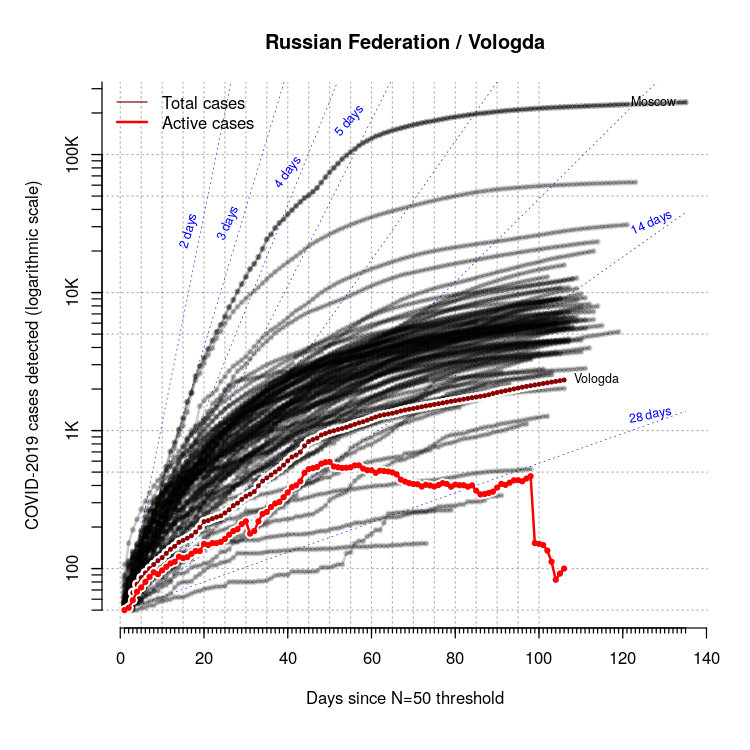 Russian Federation / Vologda
Total cases
Active cases
Moscow
2 days
3 days
4 days
5 days
14 days
28 days
Vologda
COVID-2019 cases detected (logarithmic scale)
100K
10K
1K
100
0 20 40 60 80 100 120 140
Days since N=50 threshold